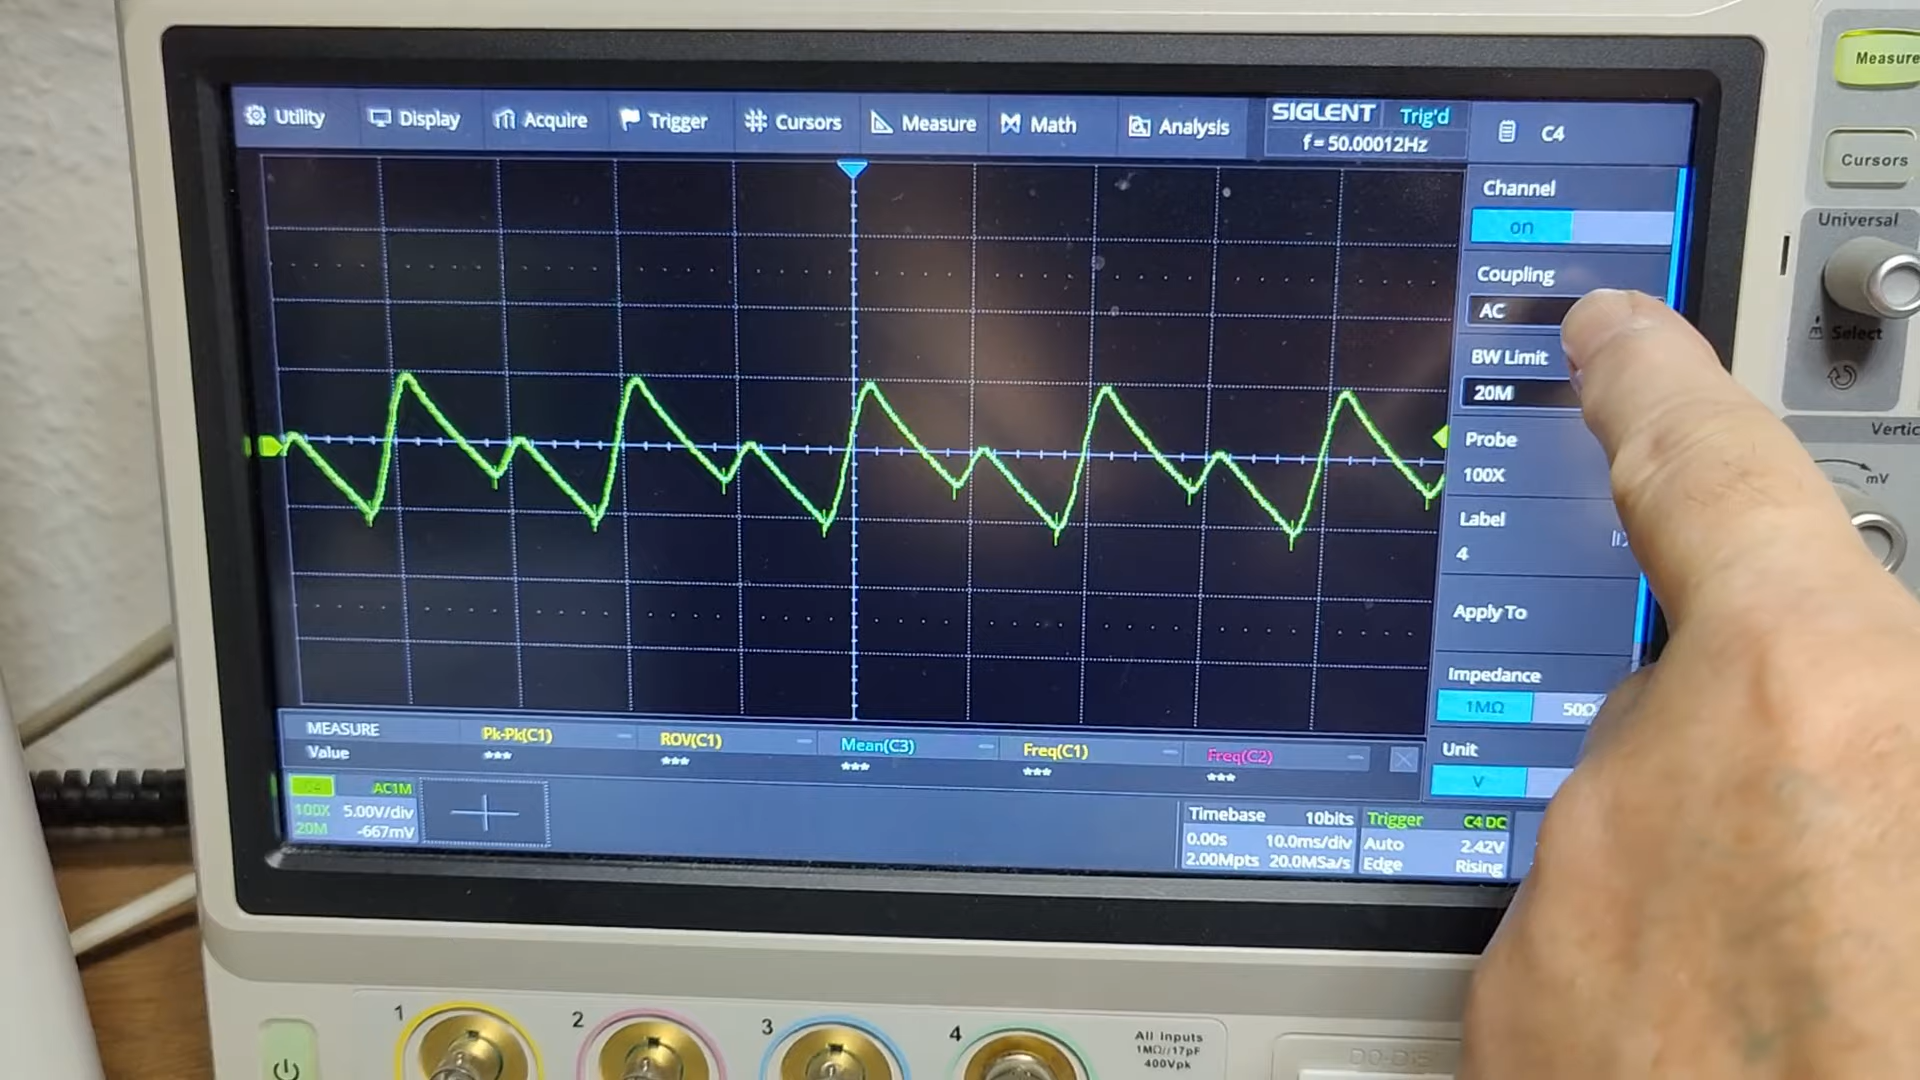 Utility
Display
Acquire
Trigger
Cursors
Measure
Math
Analysis
SIGLENT
Trig'd
f = 50.00012Hz
C4
Channel
on
Coupling
AC
BW Limit
20M
Probe
100X
Label
4
Apply To
Impedance
1MΩ
50Ω
Unit
V
MEASURE
Value
Pk-Pk(C1)
***
ROV(C1)
***
Mean(C3)
***
Freq(C1)
***
Freq(C2)
***
AC1M
100X 5.00V/div
20M -667mV
Timebase 10bits
0.00s 10.0ms/div
2.00Mpts 20.0MSa/s
Trigger C4 DC
Auto 2.42V
Edge Rising
Measure
Cursors
Universal
Select
Vertic
mV
1
2
3
4
All Inputs
1MΩ//17pF
400Vpk
D0-D15